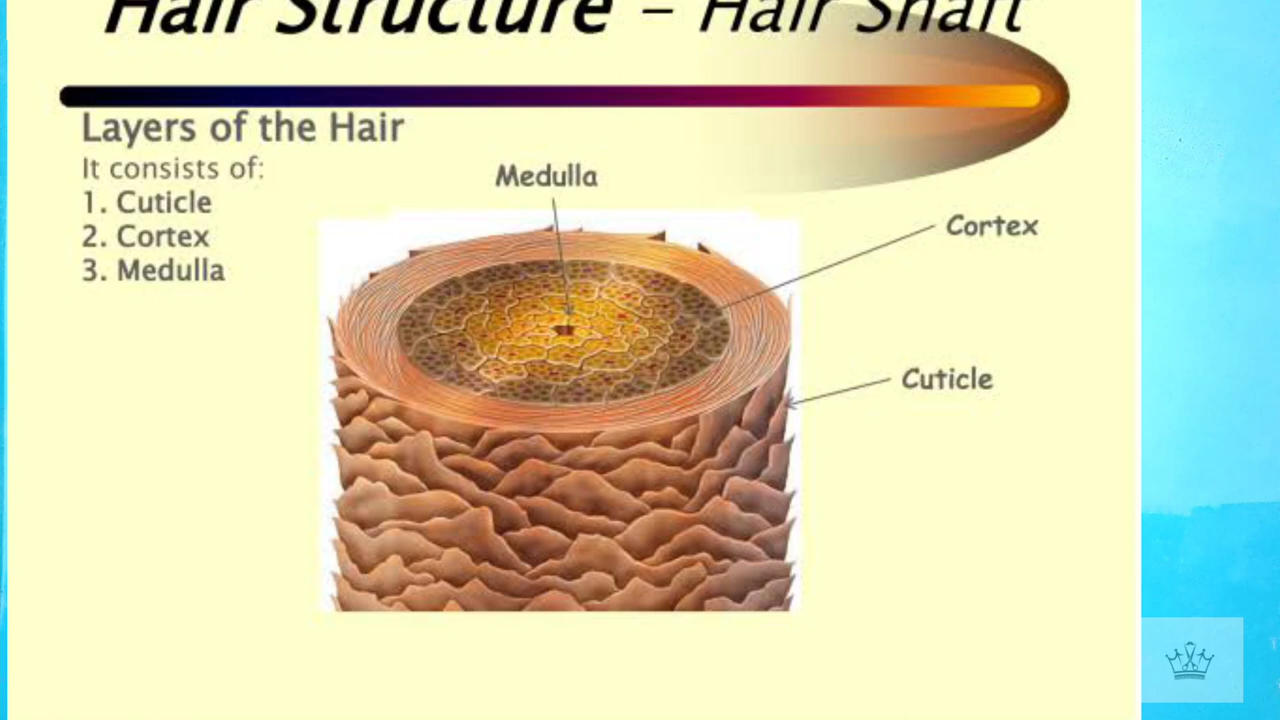 Hair Structure – Hair Shaft
Layers of the Hair
It consists of:
1. Cuticle
2. Cortex
3. Medulla
Medulla
Cortex
Cuticle